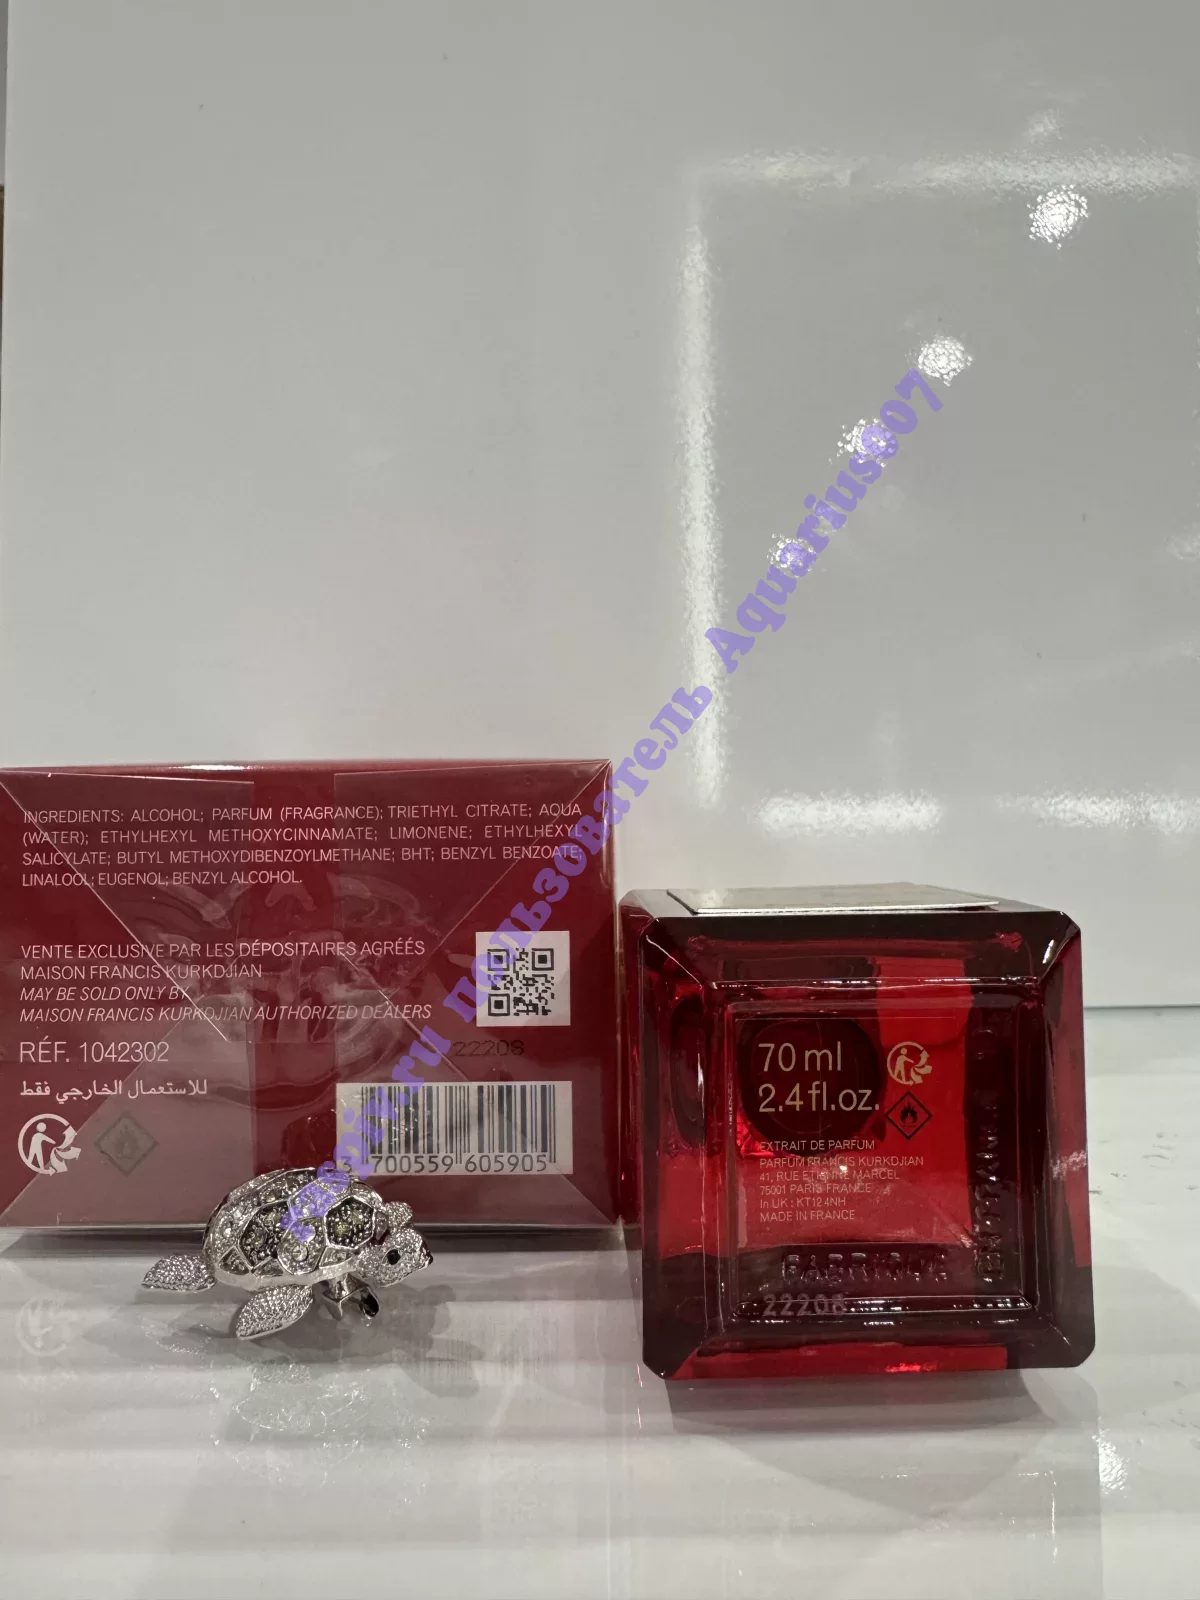 INGREDIENTS: ALCOHOL; PARFUM (FRAGRANCE); TRIETHYL CITRATE; AQUA
(WATER); ETHYLHEXYL METHOXYCINNAMATE; LIMONENE; ETHYLHEXYL
SALICYLATE; BUTYL METHOXYDIBENZOYLMETHANE; BHT; BENZYL BENZOATE;
LINALOOL; EUGENOL; BENZYL ALCOHOL.
VENTE EXCLUSIVE PAR LES DÉPOSITAIRES AGRÉÉS
MAISON FRANCIS KURKDJIAN
MAY BE SOLD ONLY BY
MAISON FRANCIS KURKDJIAN AUTHORIZED DEALERS
RÉF. 1042302
22208
للاستعمال الخارجي فقط
3 700559 605905
kasoiv.ru пользователь Aquarius007
70 ml
2.4 fl.oz.
EXTRAIT DE PARFUM
PARFUM FRANCIS KURKDJIAN
41, RUE ETIENNE MARCEL
75001 PARIS FRANCE
In UK : KT12 4NH
MADE IN FRANCE
22208